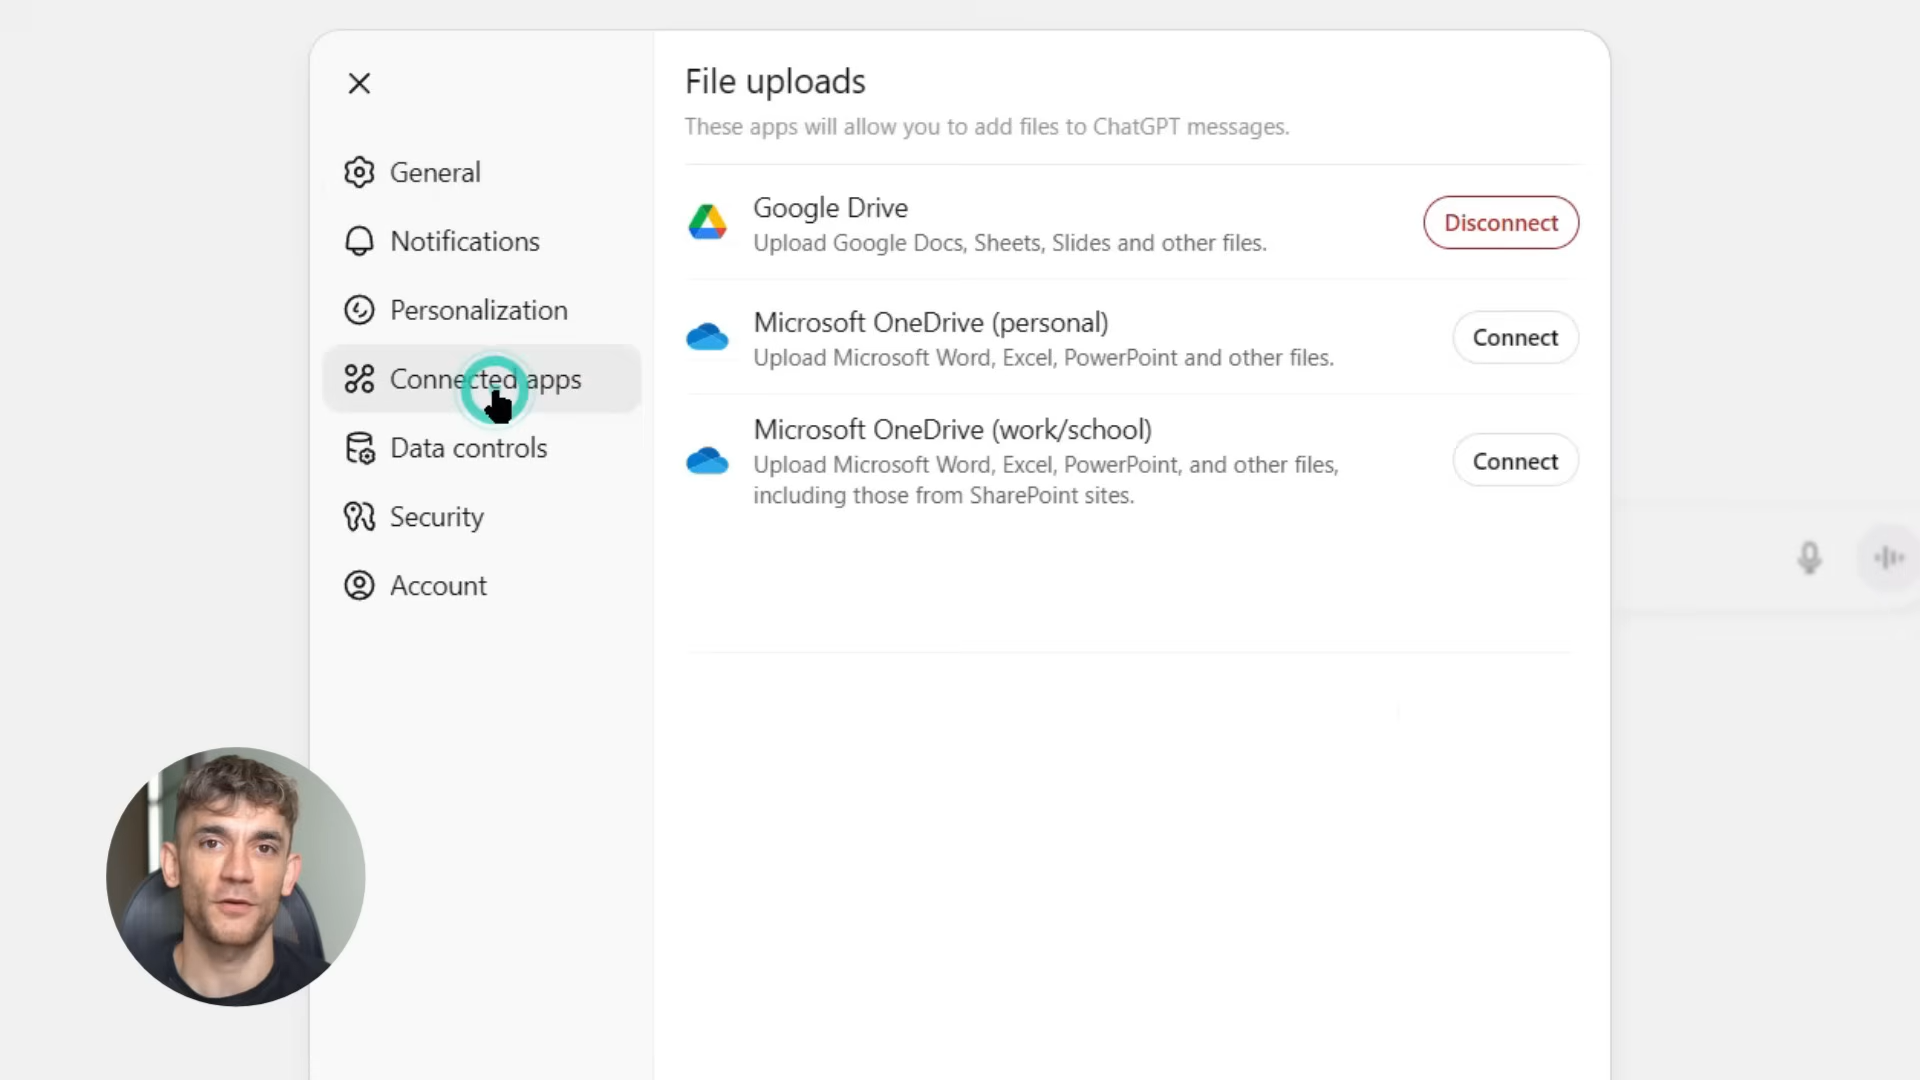 General
Notifications
Personalization
Connected apps
Data controls
Security
Account
File uploads
These apps will allow you to add files to ChatGPT messages.
Google Drive
Upload Google Docs, Sheets, Slides and other files.
Disconnect
Microsoft OneDrive (personal)
Upload Microsoft Word, Excel, PowerPoint and other files.
Connect
Microsoft OneDrive (work/school)
Upload Microsoft Word, Excel, PowerPoint, and other files,
including those from SharePoint sites.
Connect